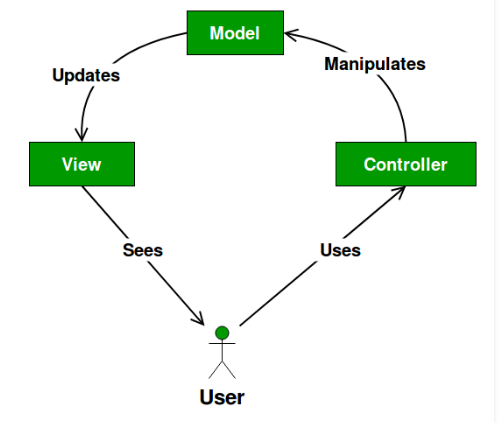 Model
Updates
Manipulates
View
Controller
Sees
Uses
User